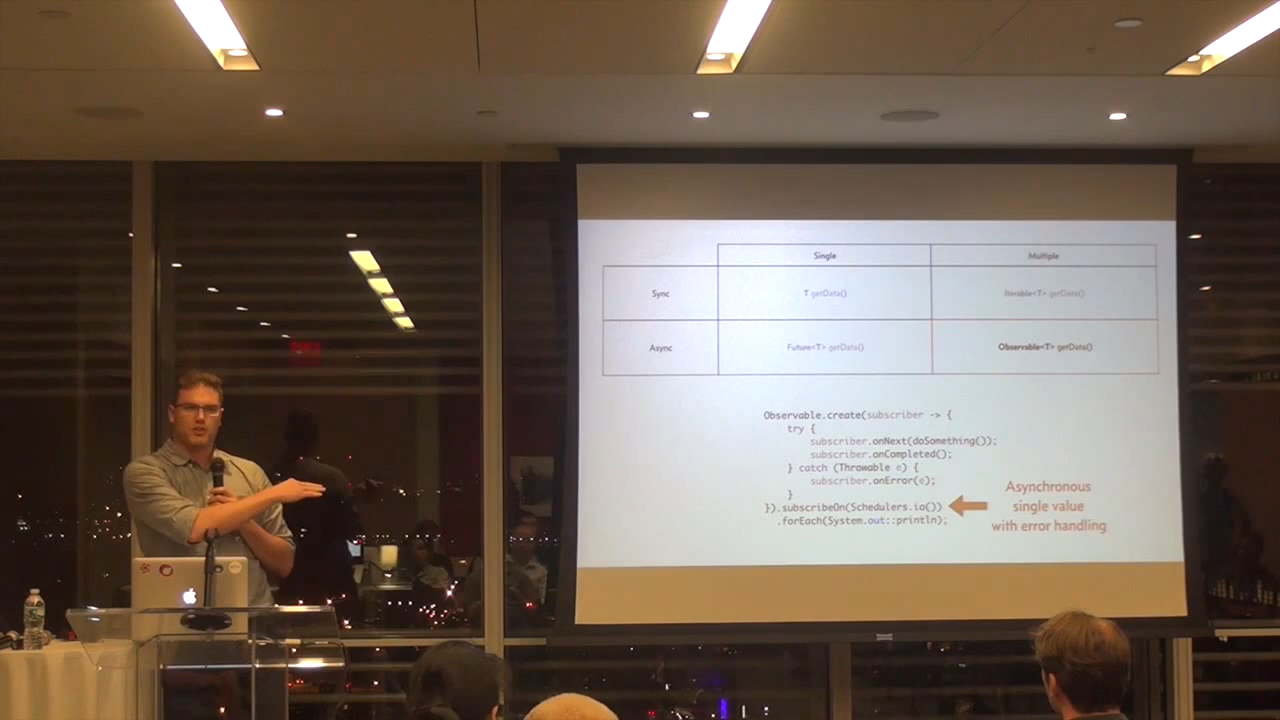 Single Multiple
Sync T getData() Iterable<T> getData()
Async Future<T> getData() Observable<T> getData()
Observable.create(subscriber -> {
try {
subscriber.onNext(doSomething());
subscriber.onCompleted();
} catch (Throwable e) {
subscriber.onError(e);
}
}).subscribeOn(Schedulers.io())
.forEach(System.out::println);
Asynchronous
single value
with error handling